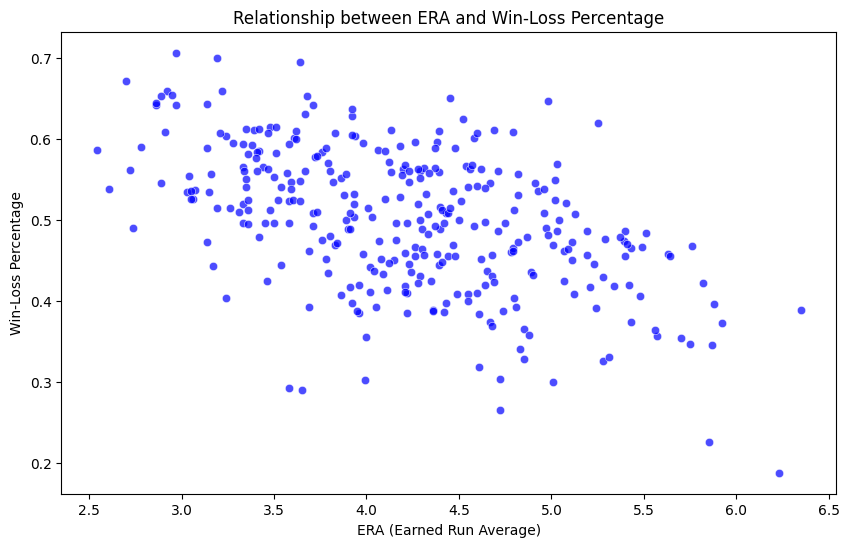 Relationship between ERA and Win-Loss Percentage
Win-Loss Percentage
0.7
0.6
0.5
0.4
0.3
0.2
2.5 3.0 3.5 4.0 4.5 5.0 5.5 6.0 6.5
ERA (Earned Run Average)